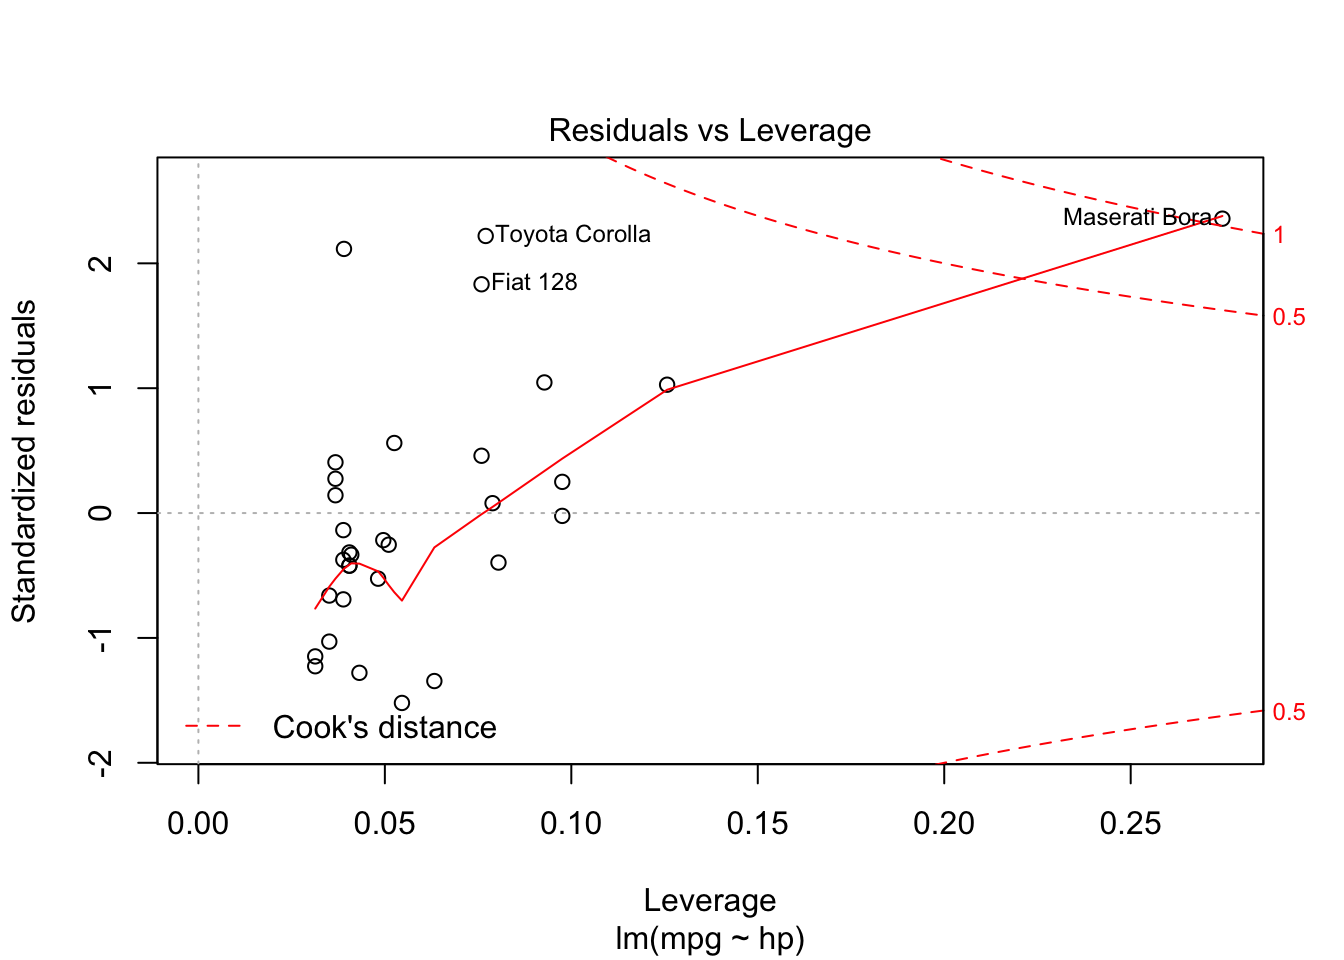 Residuals vs Leverage
Standardized residuals
2
1
0
-1
-2
Toyota Corolla
Fiat 128
Maserati Bora
1
0.5
0.5
Cook's distance
0.00 0.05 0.10 0.15 0.20 0.25
Leverage
lm(mpg ~ hp)